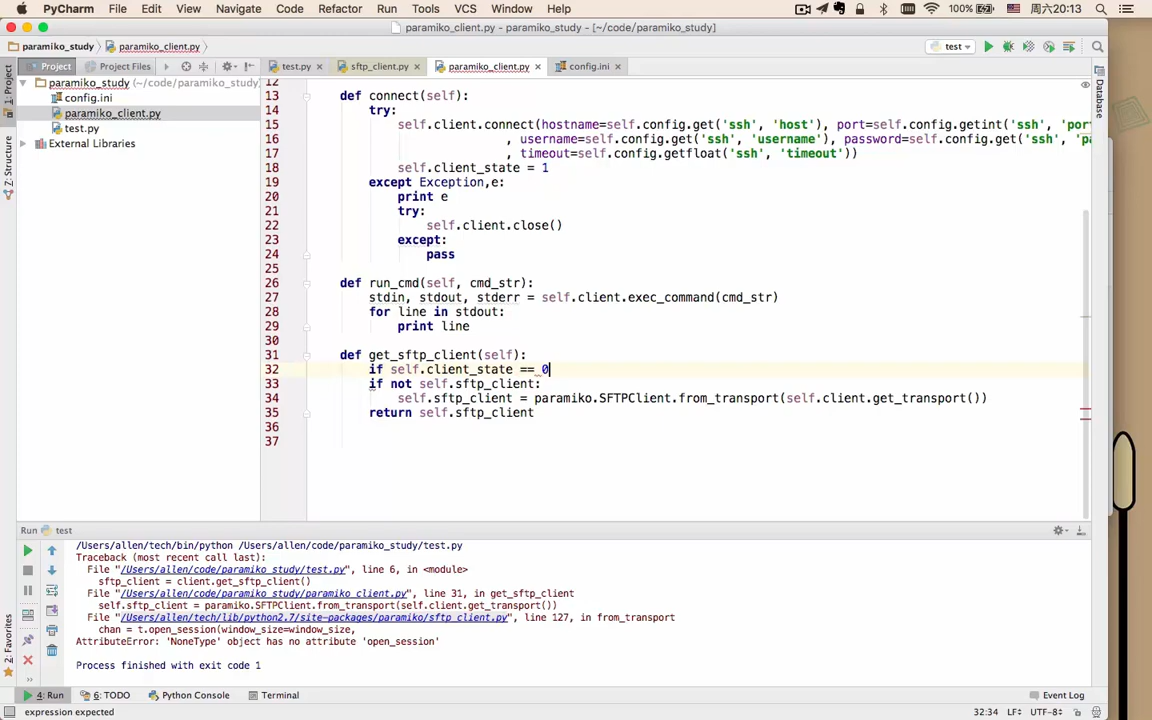 PyCharm File Edit View Navigate Code Refactor Run Tools VCS Window Help 100% 周六20:13
paramiko_client.py - paramiko_study - [~/code/paramiko_study]
paramiko_study paramiko_client.py test
Project Project Files test.py sftp_client.py paramiko_client.py config.ini
1: Project
Z: Structure
2: Favorites
Database
paramiko_study (~/code/paramiko_study)
config.ini
paramiko_client.py
test.py
External Libraries
12
13 def connect(self):
14 try:
15 self.client.connect(hostname=self.config.get('ssh', 'host'), port=self.config.getint('ssh', 'port
16 , username=self.config.get('ssh', 'username'), password=self.config.get('ssh', 'pa
17 , timeout=self.config.getfloat('ssh', 'timeout'))
18 self.client_state = 1
19 except Exception,e:
20 print e
21 try:
22 self.client.close()
23 except:
24 pass
25
26 def run_cmd(self, cmd_str):
27 stdin, stdout, stderr = self.client.exec_command(cmd_str)
28 for line in stdout:
29 print line
30
31 def get_sftp_client(self):
32 if self.client_state == 0
33 if not self.sftp_client:
34 self.sftp_client = paramiko.SFTPClient.from_transport(self.client.get_transport())
35 return self.sftp_client
36
37
Run test
/Users/allen/tech/bin/python /Users/allen/code/paramiko_study/test.py
Traceback (most recent call last):
File "/Users/allen/code/paramiko_study/test.py", line 6, in <module>
sftp_client = client.get_sftp_client()
File "/Users/allen/code/paramiko_study/paramiko_client.py", line 31, in get_sftp_client
self.sftp_client = paramiko.SFTPClient.from_transport(self.client.get_transport())
File "/Users/allen/tech/lib/python2.7/site-packages/paramiko/sftp_client.py", line 127, in from_transport
chan = t.open_session(window_size=window_size,
AttributeError: 'NoneType' object has no attribute 'open_session'
Process finished with exit code 1
4: Run 6: TODO Python Console Terminal Event Log
expression expected 32:34 LF÷ UTF-8÷